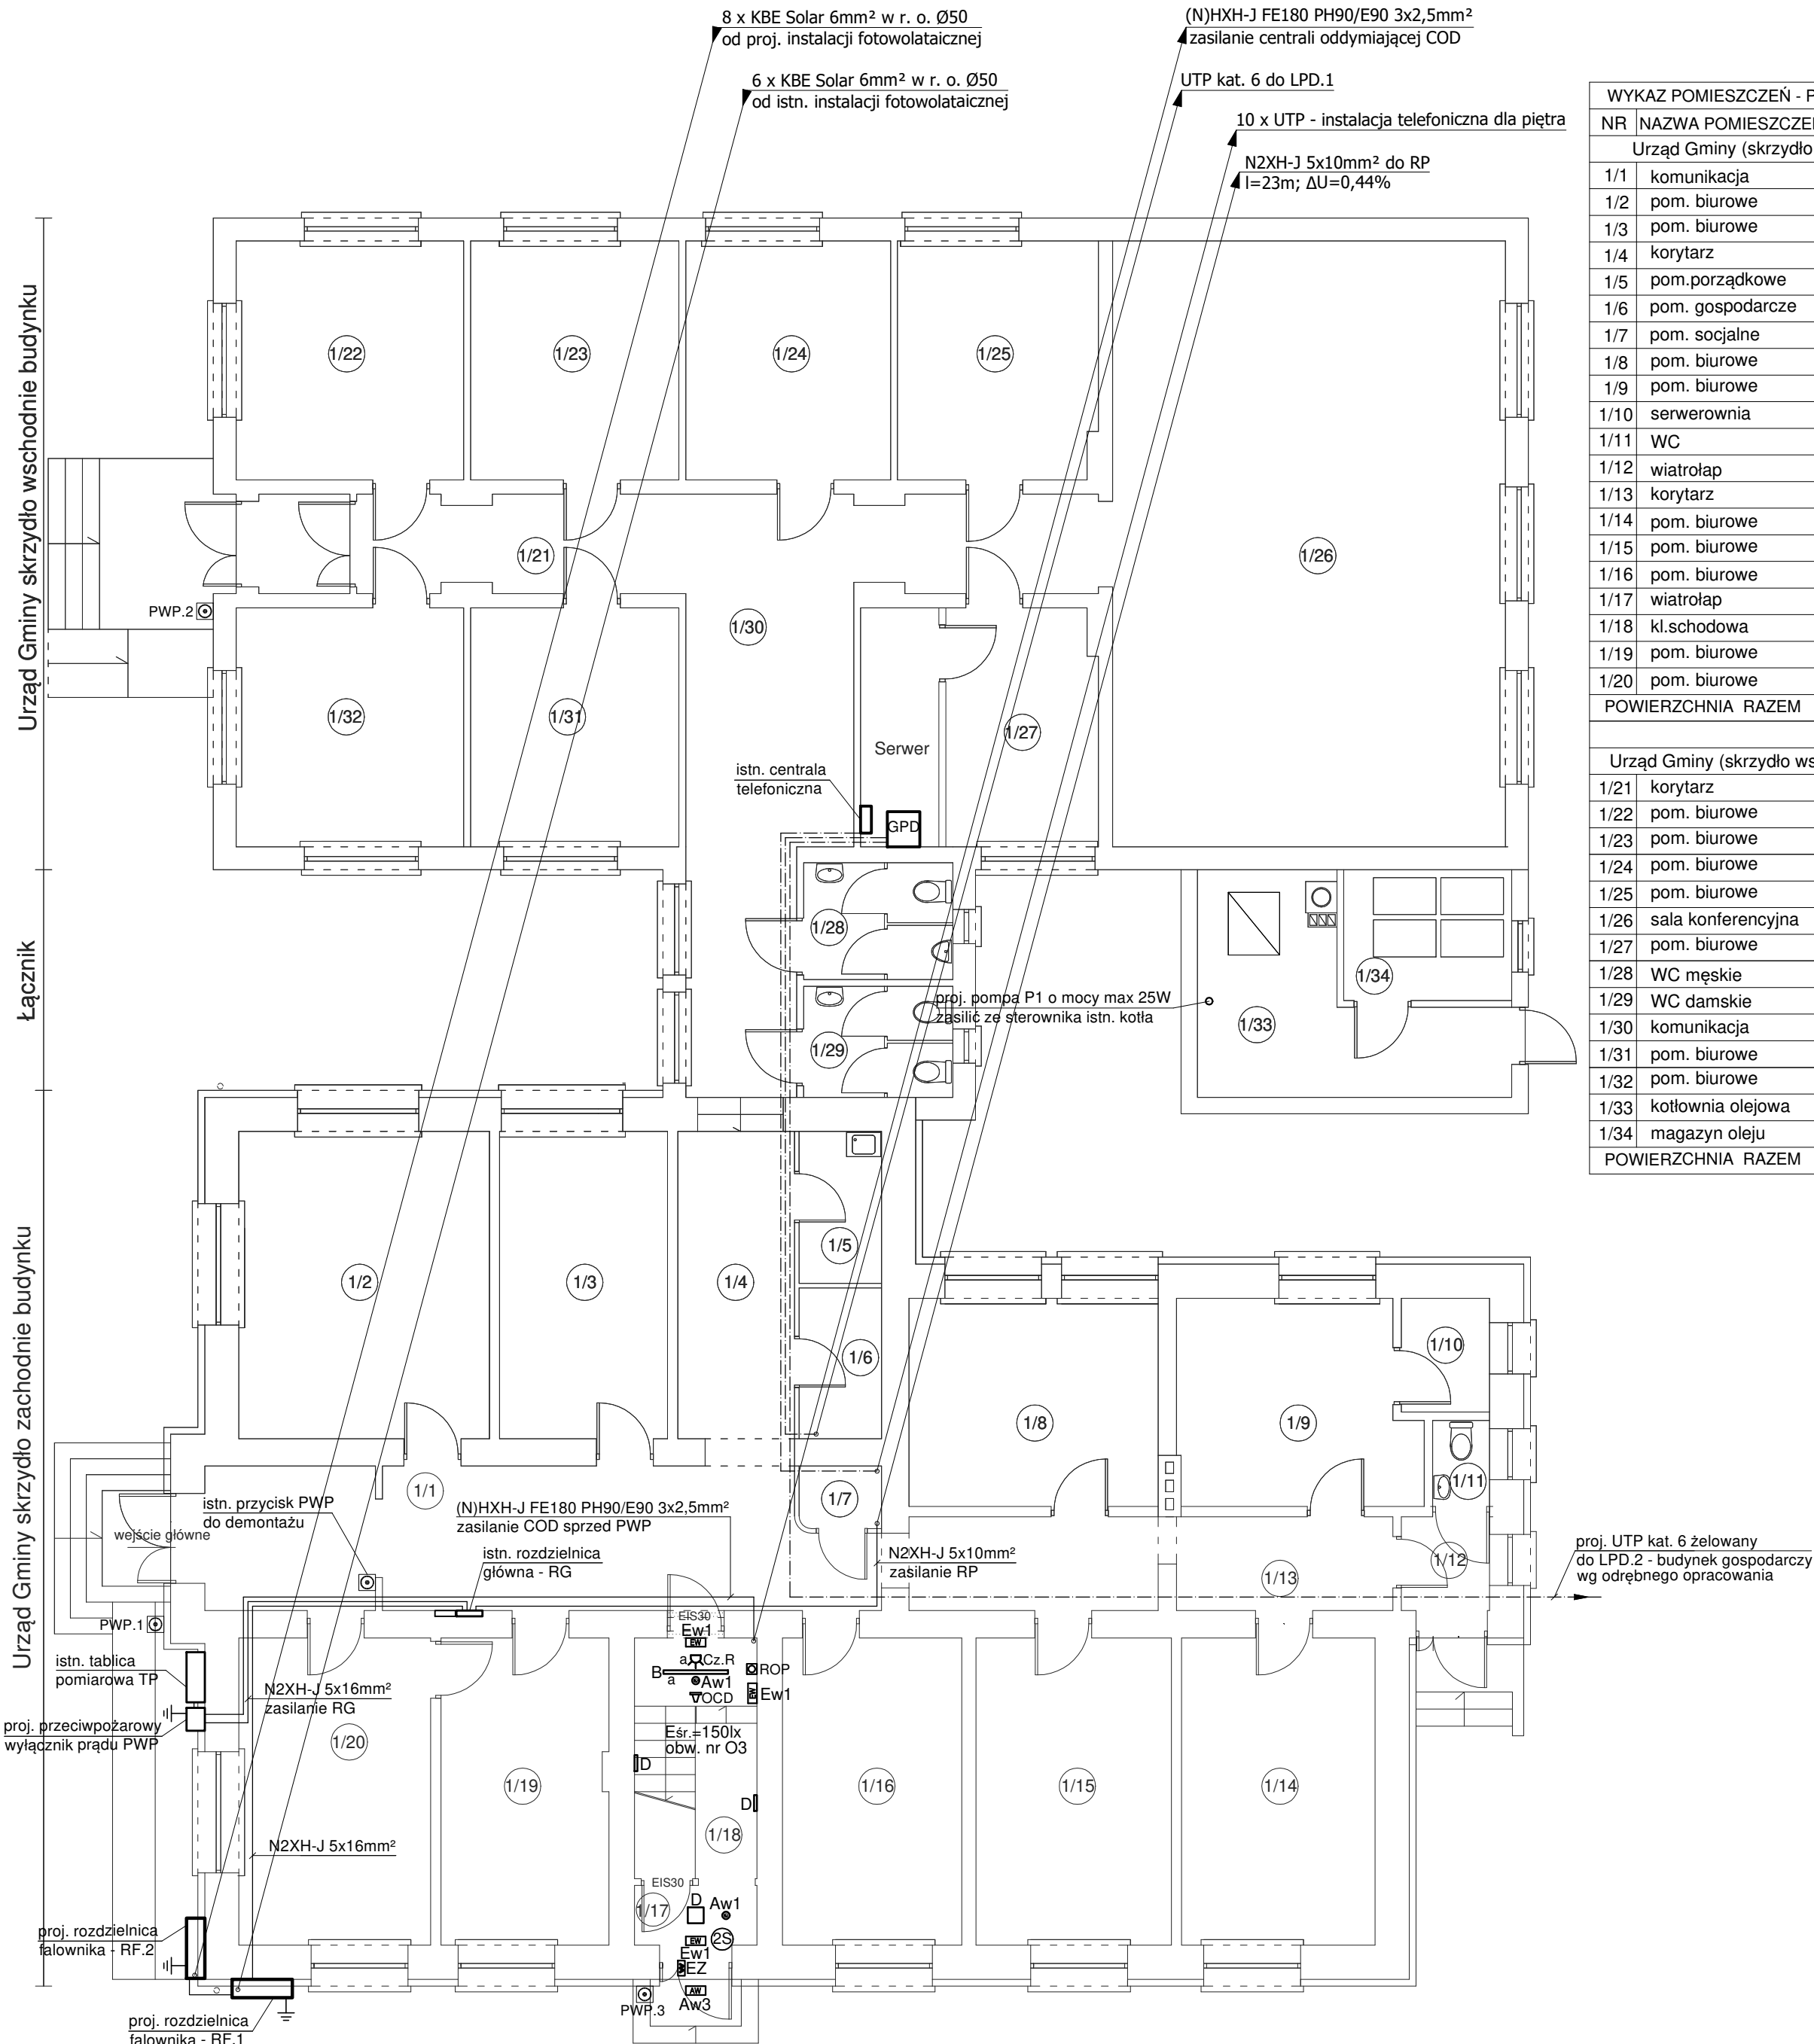 8 x KBE Solar 6mm² w r. o. Ø50
od proj. instalacji fotowolataicznej
6 x KBE Solar 6mm² w r. o. Ø50
od istn. instalacji fotowolataicznej
(N)HXH-J FE180 PH90/E90 3x2,5mm²
zasilanie centrali oddymiającej COD
UTP kat. 6 do LPD.1
10 x UTP - instalacja telefoniczna dla piętra
N2XH-J 5x10mm² do RP
l=23m; ΔU=0,44%
WYKAZ POMIESZCZEŃ - P
NR NAZWA POMIESZCZE
Urząd Gminy (skrzydło
1/1 komunikacja
1/2 pom. biurowe
1/3 pom. biurowe
1/4 korytarz
1/5 pom.porządkowe
1/6 pom. gospodarcze
1/7 pom. socjalne
1/8 pom. biurowe
1/9 pom. biurowe
1/10 serwerownia
1/11 WC
1/12 wiatrołap
1/13 korytarz
1/14 pom. biurowe
1/15 pom. biurowe
1/16 pom. biurowe
1/17 wiatrołap
1/18 kl.schodowa
1/19 pom. biurowe
1/20 pom. biurowe
POWIERZCHNIA RAZEM
Urząd Gminy (skrzydło ws
1/21 korytarz
1/22 pom. biurowe
1/23 pom. biurowe
1/24 pom. biurowe
1/25 pom. biurowe
1/26 sala konferencyjna
1/27 pom. biurowe
1/28 WC męskie
1/29 WC damskie
1/30 komunikacja
1/31 pom. biurowe
1/32 pom. biurowe
1/33 kotłownia olejowa
1/34 magazyn oleju
POWIERZCHNIA RAZEM
Urząd Gminy skrzydło wschodnie budynku
Łącznik
Urząd Gminy skrzydło zachodnie budynku
1/22
1/23
1/24
1/25
1/21
1/26
PWP.2
1/30
1/32
1/31
1/27
Serwer
istn. centrala
telefoniczna
GPD
1/28
1/34
proj. pompa P1 o mocy max 25W
zasilić ze sterownika istn. kotła
1/33
1/29
1/5
1/2
1/3
1/4
1/6
1/10
1/8
1/9
1/11
1/1
1/7
istn. przycisk PWP
do demontażu
wejście główne
(N)HXH-J FE180 PH90/E90 3x2,5mm²
zasilanie COD sprzed PWP
istn. rozdzielnica
główna - RG
N2XH-J 5x10mm²
zasilanie RP
1/12
1/13
proj. UTP kat. 6 żelowany
do LPD.2 - budynek gospodarczy
wg odrębnego opracowania
PWP.1
EIS30
Ew1
EW
a Cz.R
B
a
Aw1
OCD
ROP
EW
Ew1
istn. tablica
pomiarowa TP
N2XH-J 5x16mm²
zasilanie RG
proj. przeciwpożarowy
wyłącznik prądu PWP
Eśr.=150lx
obw. nr O3
1/20
D
1/19
1/16
1/15
1/14
D
1/18
N2XH-J 5x16mm²
EIS30
1/17
D
Aw1
2S
EW
Ew1
EZ
AW
Aw3
PWP.3
proj. rozdzielnica
falownika - RF.2
proj. rozdzielnica
falownika - RF.1